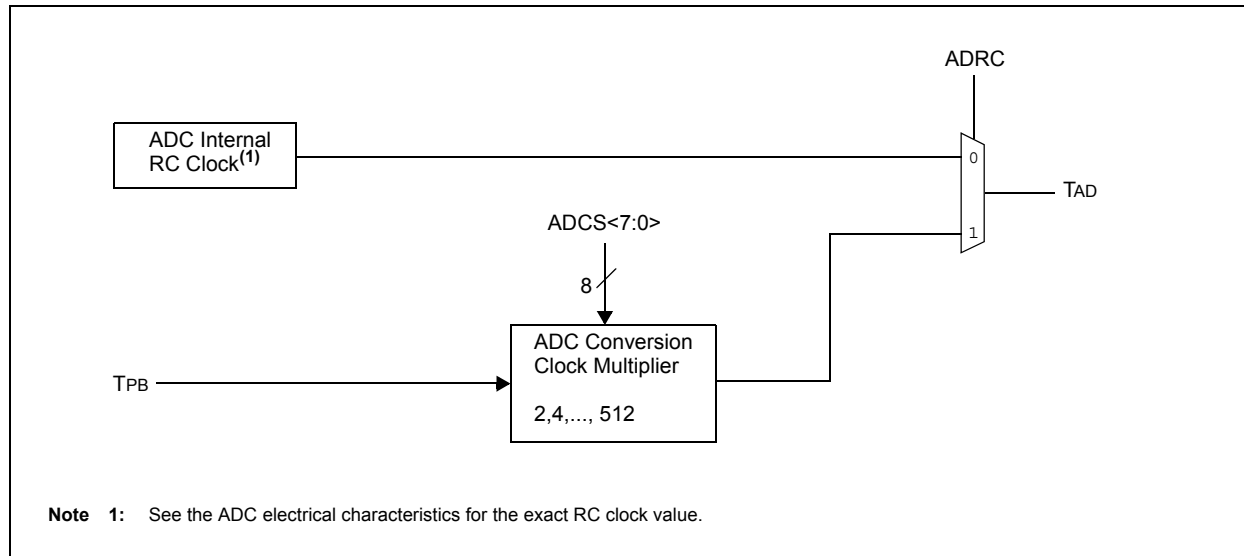 ADRC
ADC Internal
RC Clock(1)
0
TAD
ADCS<7:0>
1
8
ADC Conversion
Clock Multiplier
TPB
2,4,..., 512
Note 1: See the ADC electrical characteristics for the exact RC clock value.